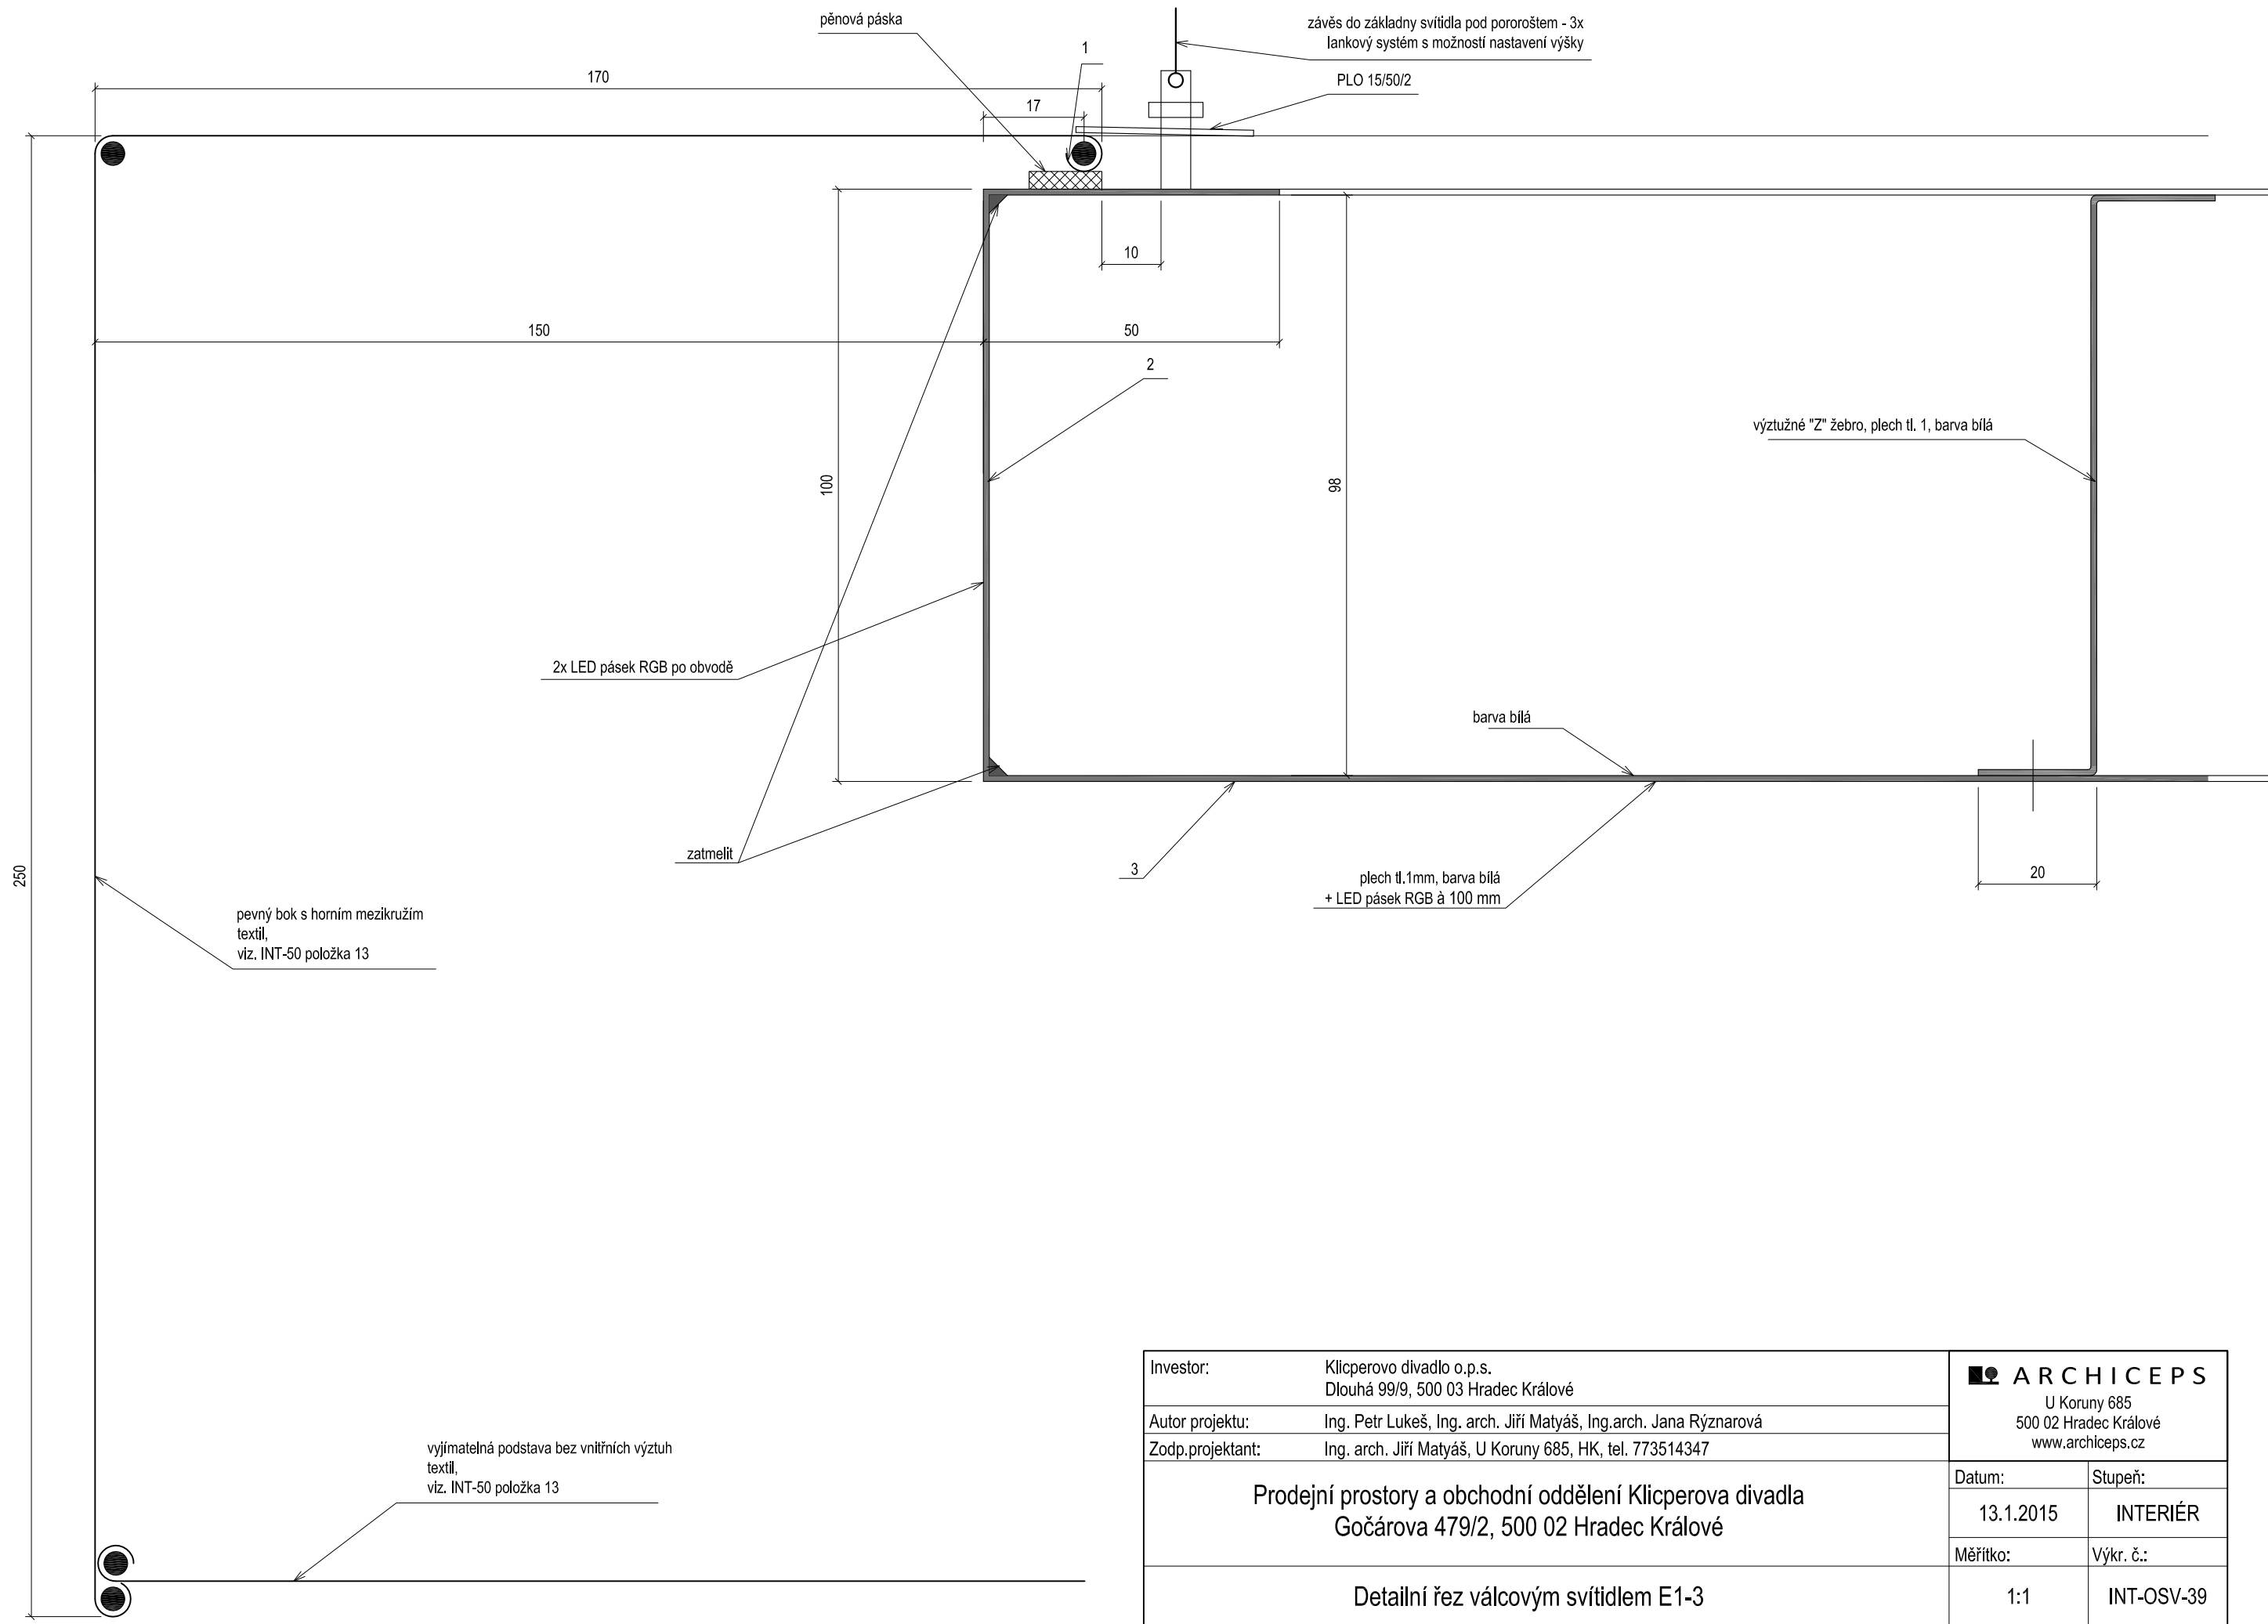 pěnová páska
závěs do základny svítidla pod pororoštem - 3x
lankový systém s možností nastavení výšky
1
170
PLO 15/50/2
17
10
150
50
2
výztužné "Z" žebro, plech tl. 1, barva bílá
100
98
2x LED pásek RGB po obvodě
barva bílá
zatmelit
3
250
plech tl.1mm, barva bílá
+ LED pásek RGB à 100 mm
20
pevný bok s horním mezikružím
textil,
viz. INT-50 položka 13
vyjímatelná podstava bez vnitřních výztuh
textil,
viz. INT-50 položka 13
Investor: Klicperovo divadlo o.p.s.
Dlouhá 99/9, 500 03 Hradec Králové
Autor projektu: Ing. Petr Lukeš, Ing. arch. Jiří Matyáš, Ing.arch. Jana Rýznarová
Zodp.projektant: Ing. arch. Jiří Matyáš, U Koruny 685, HK, tel. 773514347
ARCHICEPS
U Koruny 685
500 02 Hradec Králové
www.archiceps.cz
Prodejní prostory a obchodní oddělení Klicperova divadla
Gočárova 479/2, 500 02 Hradec Králové
Datum: Stupeň:
13.1.2015 INTERIÉR
Měřítko: Výkr. č.:
Detailní řez válcovým svítidlem E1-3
1:1 INT-OSV-39